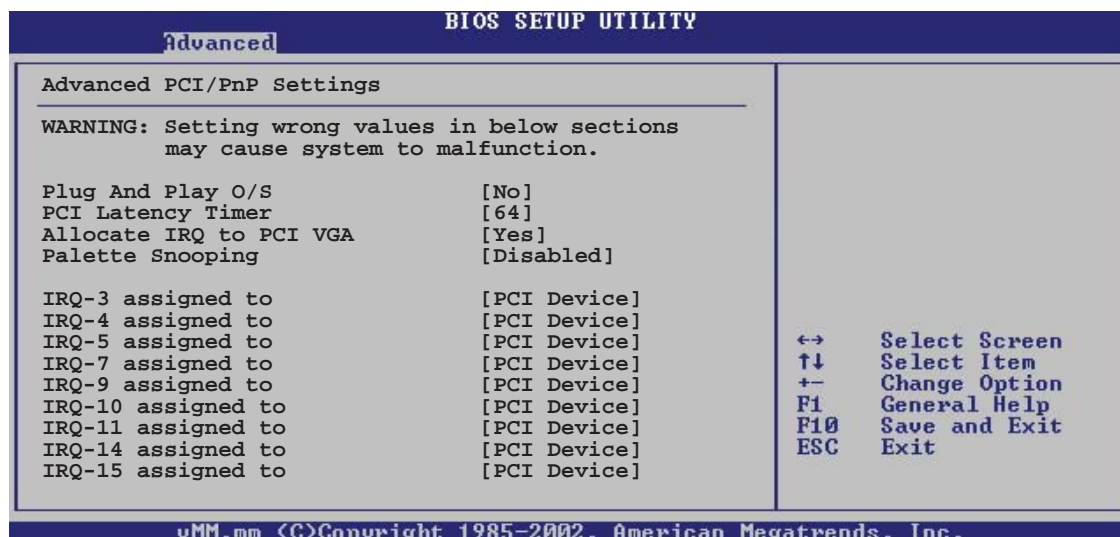 BIOS SETUP UTILITY
Advanced
Advanced PCI/PnP Settings
WARNING: Setting wrong values in below sections
may cause system to malfunction.
Plug And Play O/S [No]
PCI Latency Timer [64]
Allocate IRQ to PCI VGA [Yes]
Palette Snooping [Disabled]
IRQ-3 assigned to [PCI Device]
IRQ-4 assigned to [PCI Device]
IRQ-5 assigned to [PCI Device]
IRQ-7 assigned to [PCI Device]
IRQ-9 assigned to [PCI Device]
IRQ-10 assigned to [PCI Device]
IRQ-11 assigned to [PCI Device]
IRQ-14 assigned to [PCI Device]
IRQ-15 assigned to [PCI Device]
←→ Select Screen
↑↓ Select Item
+- Change Option
F1 General Help
F10 Save and Exit
ESC Exit
vMM.mm (C)Copyright 1985-2002, American Megatrends, Inc.